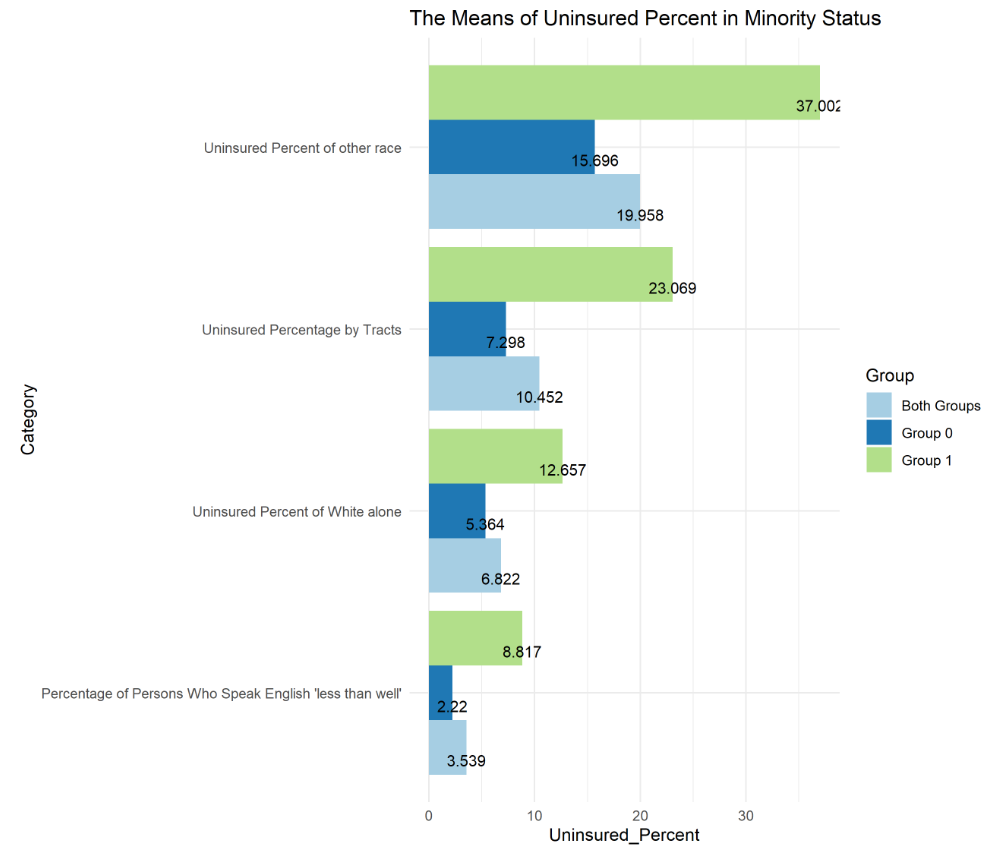 The Means of Uninsured Percent in Minority Status
37.002
Uninsured Percent of other race
15.696
19.958
23.069
Uninsured Percentage by Tracts
7.298
10.452
12.657
Uninsured Percent of White alone
5.364
6.822
8.817
Percentage of Persons Who Speak English 'less than well'
2.22
3.539
0 10 20 30
Uninsured_Percent
Category
Group
Both Groups
Group 0
Group 1